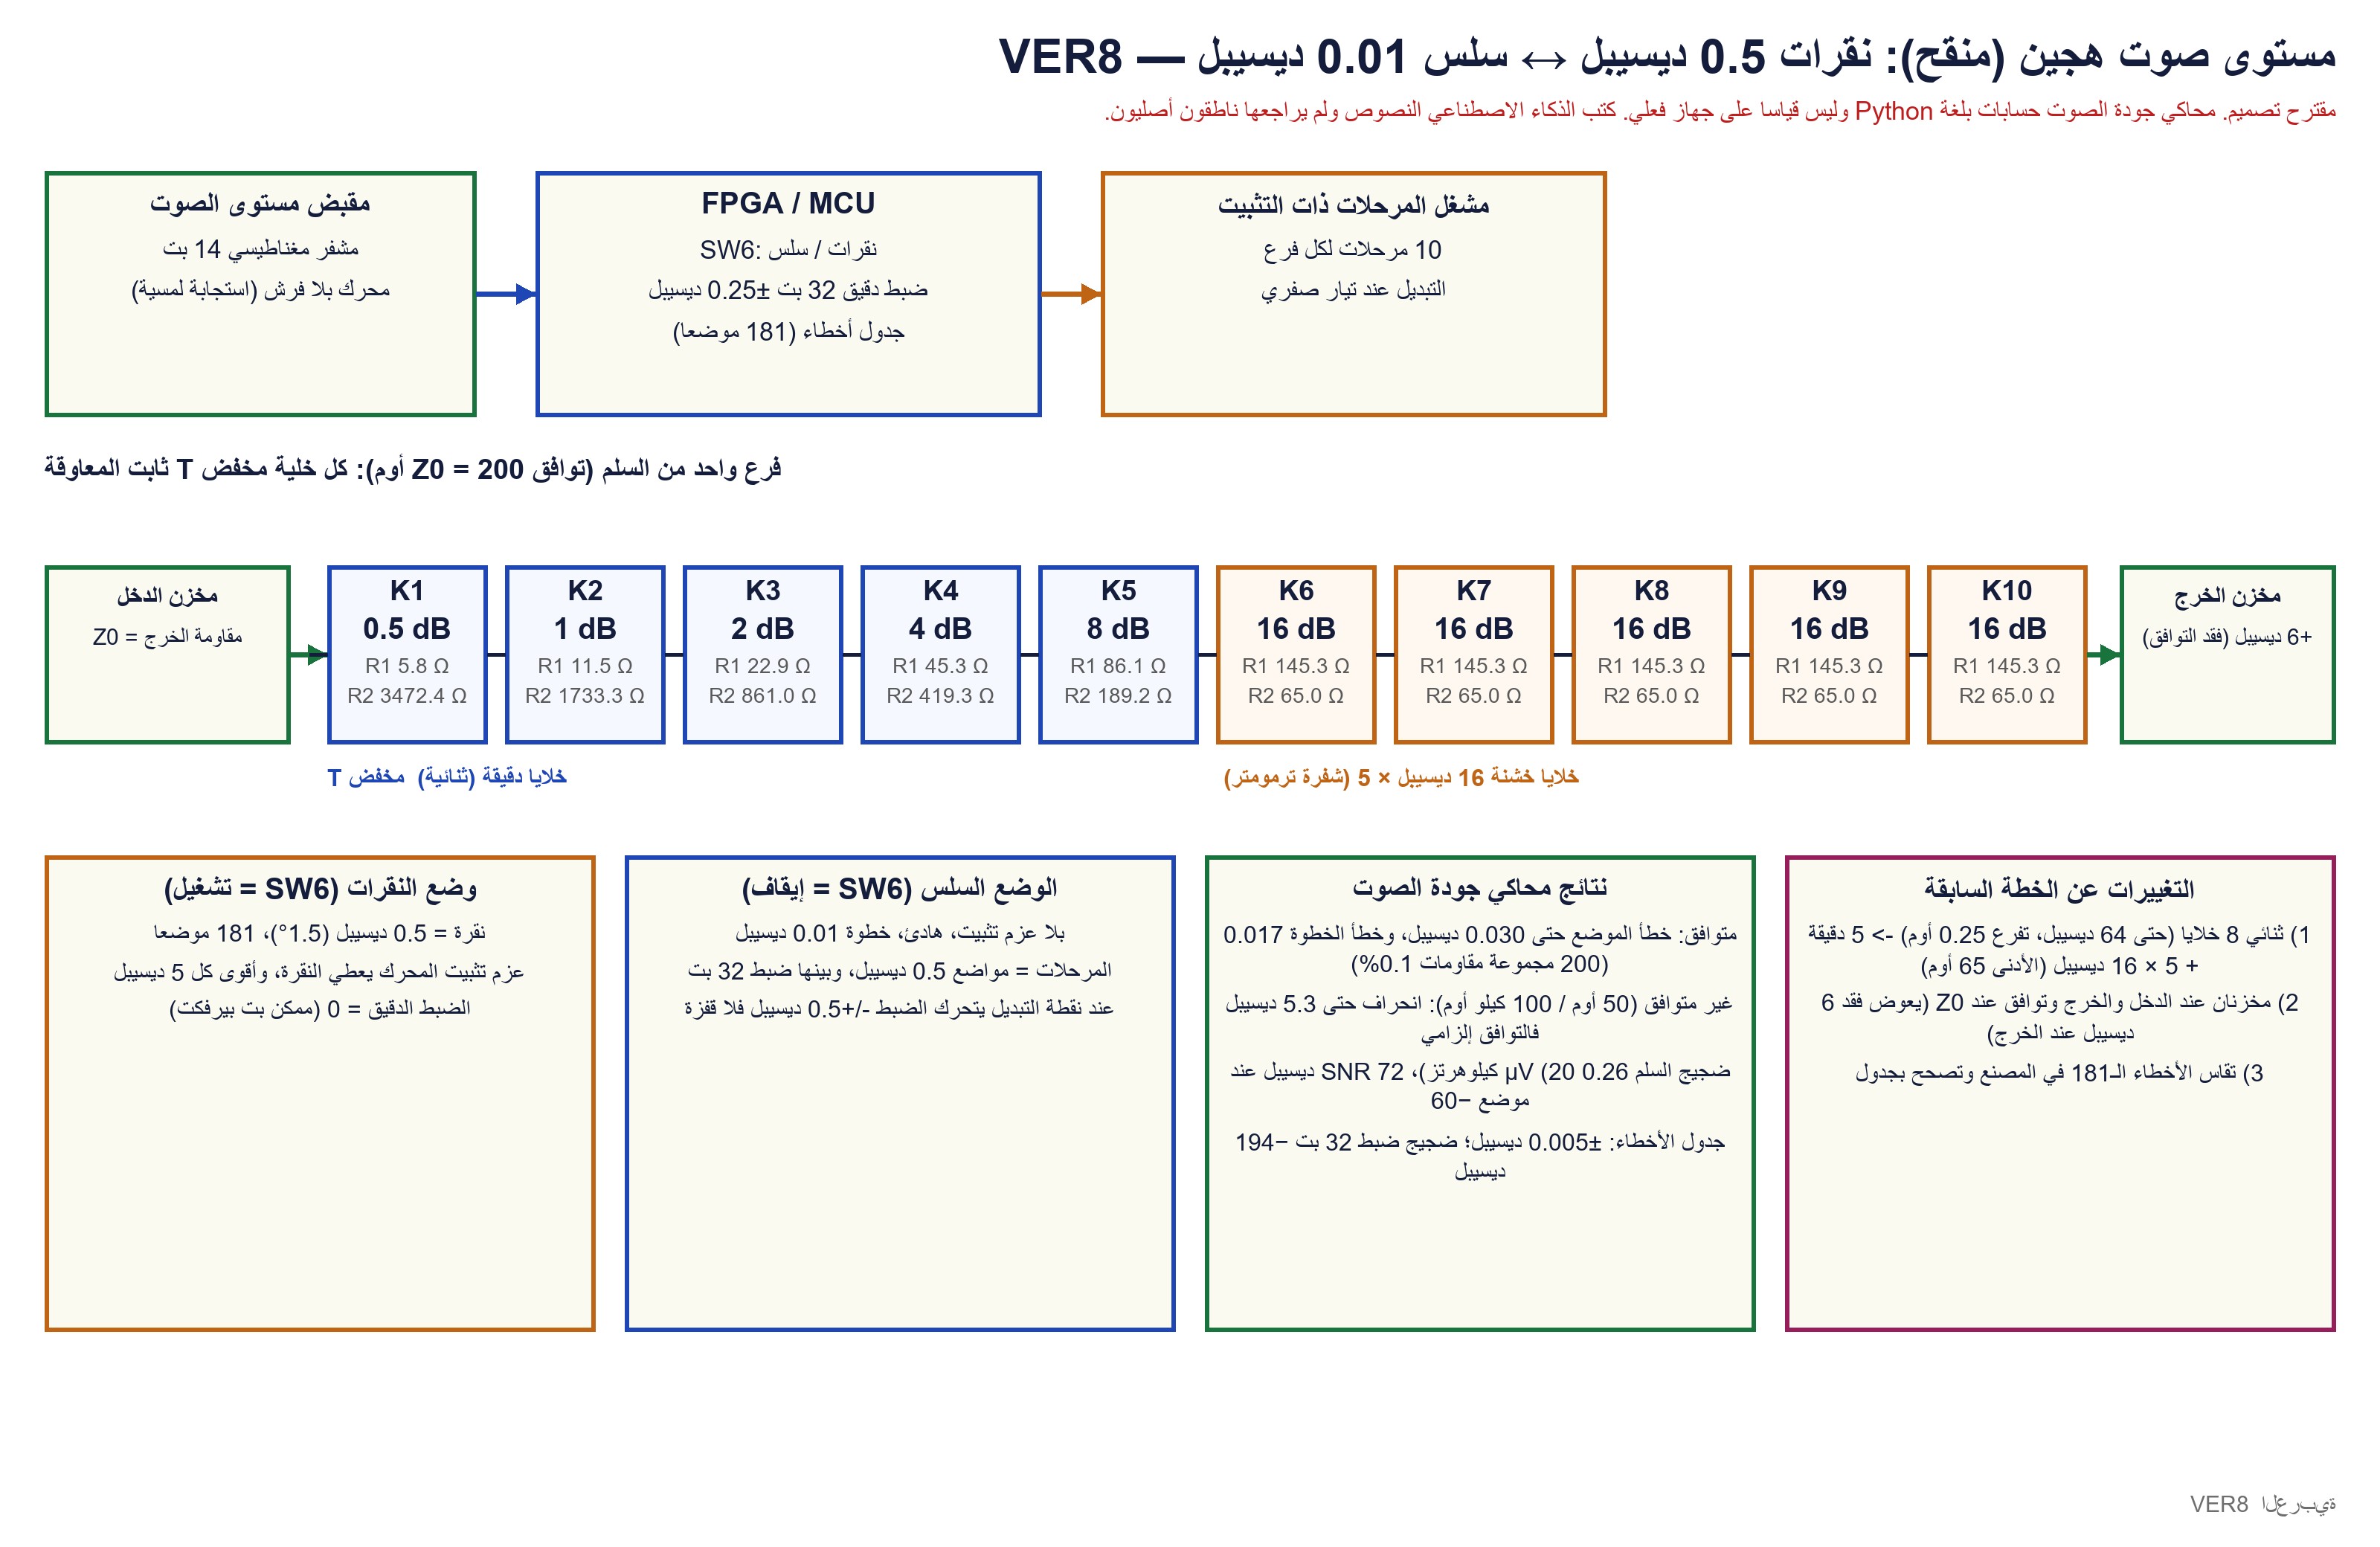 مستوى صوت هجين (منقح): نقرات 0.5 ديسيبل ↔ سلس 0.01 ديسيبل — VER8
مقترح تصميم. محاكي جودة الصوت حسابات بلغة Python وليس قياسا على جهاز فعلي. كتب الذكاء الاصطناعي النصوص ولم يراجعها ناطقون أصليون.
مقبض مستوى الصوت
مشفر مغناطيسي 14 بت
محرك بلا فرش (استجابة لمسية)
FPGA / MCU
SW6: نقرات / سلس
ضبط دقيق 32 بت ±0.25 ديسيبل
جدول أخطاء (181 موضعا)
مشغل المرحلات ذات التثبيت
10 مرحلات لكل فرع
التبديل عند تيار صفري
فرع واحد من السلم (توافق Z0 = 200 أوم): كل خلية مخفض T ثابت المعاوقة
مخزن الدخل
مقاومة الخرج = Z0
K1
0.5 dB
R1 5.8 Ω
R2 3472.4 Ω
K2
1 dB
R1 11.5 Ω
R2 1733.3 Ω
K3
2 dB
R1 22.9 Ω
R2 861.0 Ω
K4
4 dB
R1 45.3 Ω
R2 419.3 Ω
K5
8 dB
R1 86.1 Ω
R2 189.2 Ω
K6
16 dB
R1 145.3 Ω
R2 65.0 Ω
K7
16 dB
R1 145.3 Ω
R2 65.0 Ω
K8
16 dB
R1 145.3 Ω
R2 65.0 Ω
K9
16 dB
R1 145.3 Ω
R2 65.0 Ω
K10
16 dB
R1 145.3 Ω
R2 65.0 Ω
مخزن الخرج
+6 ديسيبل (فقد التوافق)
خلايا دقيقة (ثنائية) مخفض T
خلايا خشنة 16 ديسيبل × 5 (شفرة ترمومتر)
وضع النقرات (SW6 = تشغيل)
نقرة = 0.5 ديسيبل (1.5°)، 181 موضعا
عزم تثبيت المحرك يعطي النقرة، وأقوى كل 5 ديسيبل
الضبط الدقيق = 0 (ممكن بت بيرفكت)
الوضع السلس (SW6 = إيقاف)
بلا عزم تثبيت، هادئ، خطوة 0.01 ديسيبل
المرحلات = مواضع 0.5 ديسيبل، وبينها ضبط 32 بت
عند نقطة التبديل يتحرك الضبط -/+0.5 ديسيبل فلا قفزة
نتائج محاكي جودة الصوت
متوافق: خطأ الموضع حتى 0.030 ديسيبل، وخطأ الخطوة 0.017
(200 مجموعة مقاومات 0.1%)
غير متوافق (50 أوم / 100 كيلو أوم): انحراف حتى 5.3 ديسيبل
فالتوافق إلزامي
ضجيج السلم 0.26 µV (20 كيلوهرتز)، SNR 72 ديسيبل عند
موضع −60
جدول الأخطاء: ±0.005 ديسيبل؛ ضجيج ضبط 32 بت −194
ديسيبل
التغييرات عن الخطة السابقة
1) ثنائي 8 خلايا (حتى 64 ديسيبل، تفرع 0.25 أوم) -> 5 دقيقة
+ 5 × 16 ديسيبل (الأدنى 65 أوم)
2) مخزنان عند الدخل والخرج وتوافق عند Z0 (يعوض فقد 6
ديسيبل عند الخرج)
3) تقاس الأخطاء الـ181 في المصنع وتصحح بجدول
العربية VER8